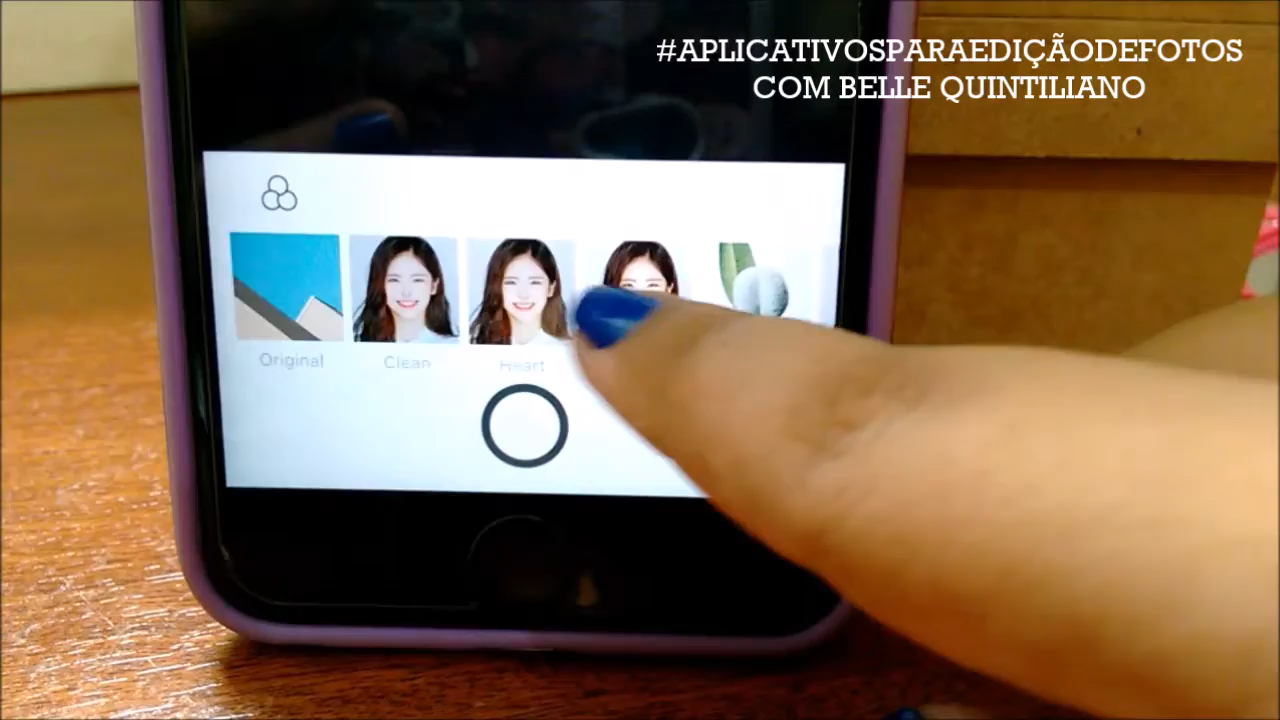 #APLICATIVOSPARAEDIÇÃODEFOTOS
COM BELLE QUINTILIANO
Original
Clean
Heart